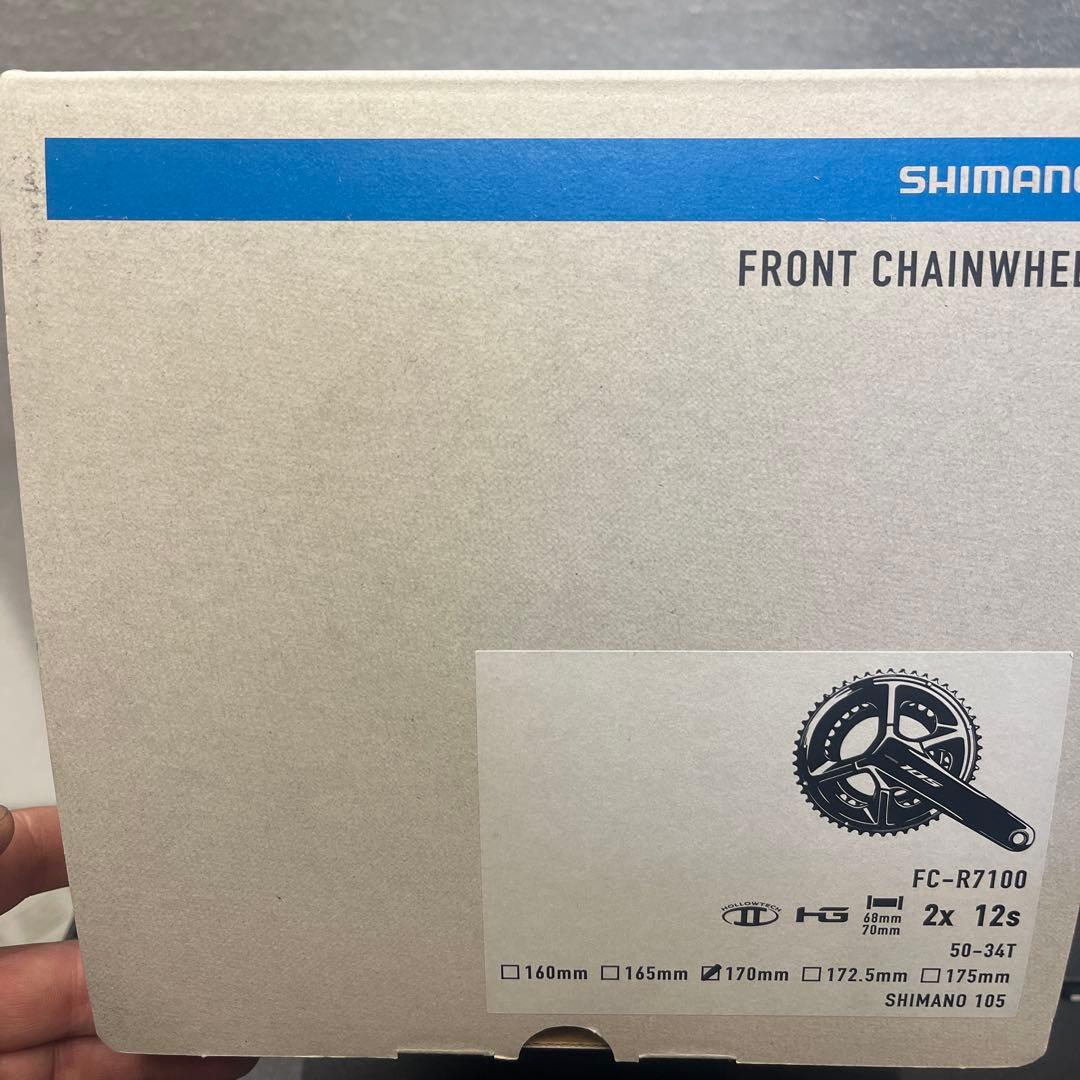 SHIMANO
FRONT CHAINWHEEL
105
FC-R7100
HOLLOWTECH II HG 68mm 70mm 2x 12s
50-34T
160mm 165mm 170mm 172.5mm 175mm
SHIMANO 105